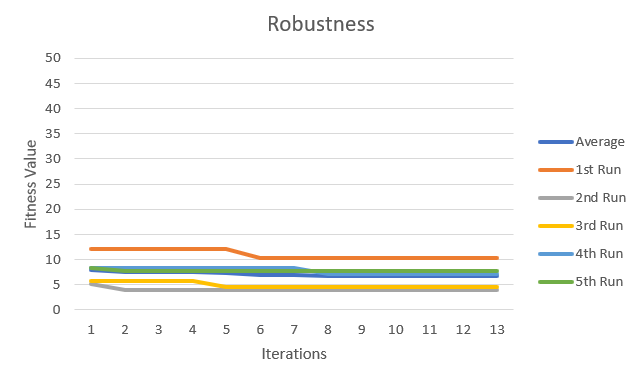 Robustness
50
45
40
35
30
25
20
15
10
5
0
Fitness Value
1 2 3 4 5 6 7 8 9 10 11 12 13
Iterations
Average
1st Run
2nd Run
3rd Run
4th Run
5th Run